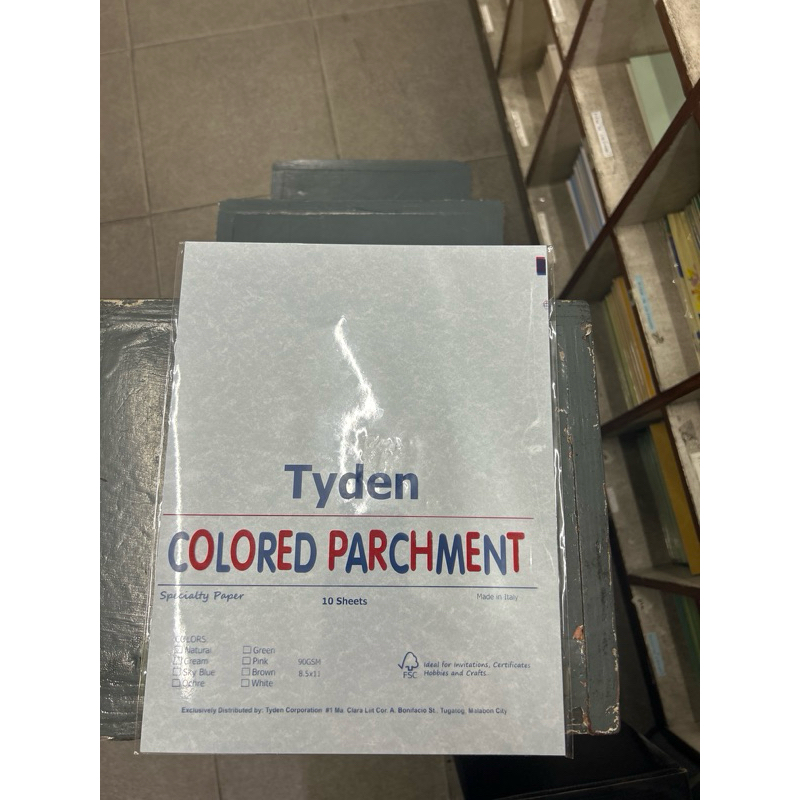 Tyden
COLORED PARCHMENT
Specialty Paper
10 Sheets
Made in Italy
COLORS:
Natural
Green
Cream
Pink
90GSM
Sky Blue
Brown
8.5x11
Ochre
White
FSC
Ideal for Invitations, Certificates
Hobbies and Crafts.
Exclusively Distributed by: Tyden Corporation #1 Ma. Clara Lot Cor. A. Bonifacio St., Tugatog, Malabon City